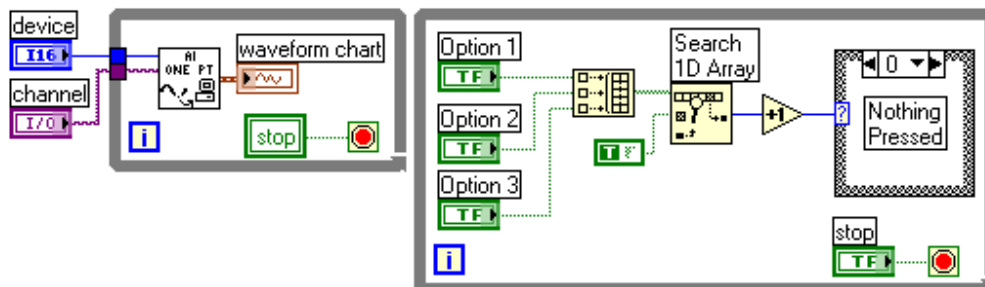 device
I16
channel
I/O
AI
ONE PT
waveform chart
i
stop
Option 1
TF
Option 2
TF
Option 3
TF
i
Search
1D Array
T
+1
?
0
Nothing
Pressed
stop
TF